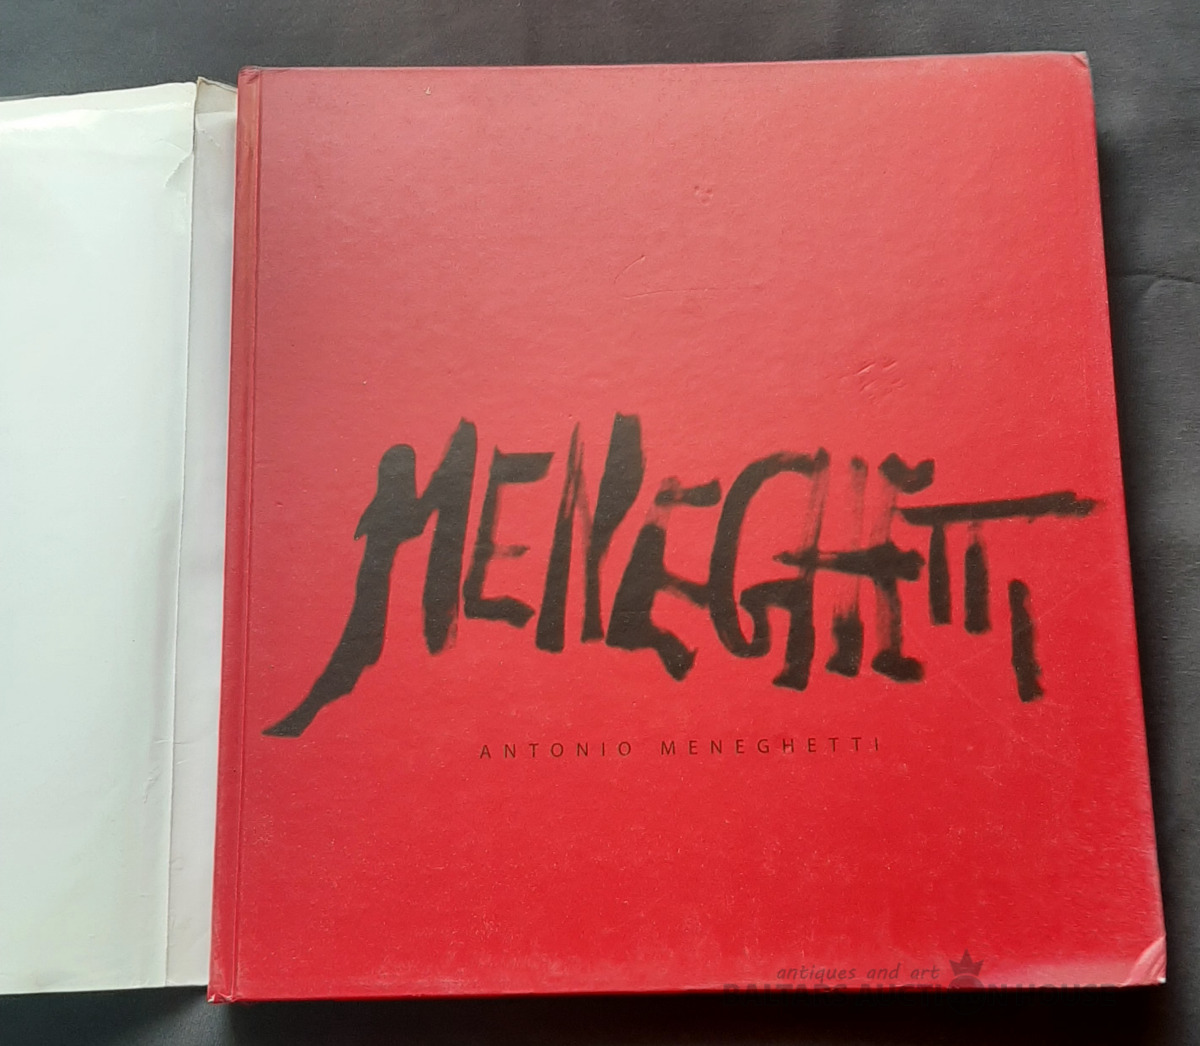 MENEGHETTI
ANTONIO MENEGHETTI
antiques and art